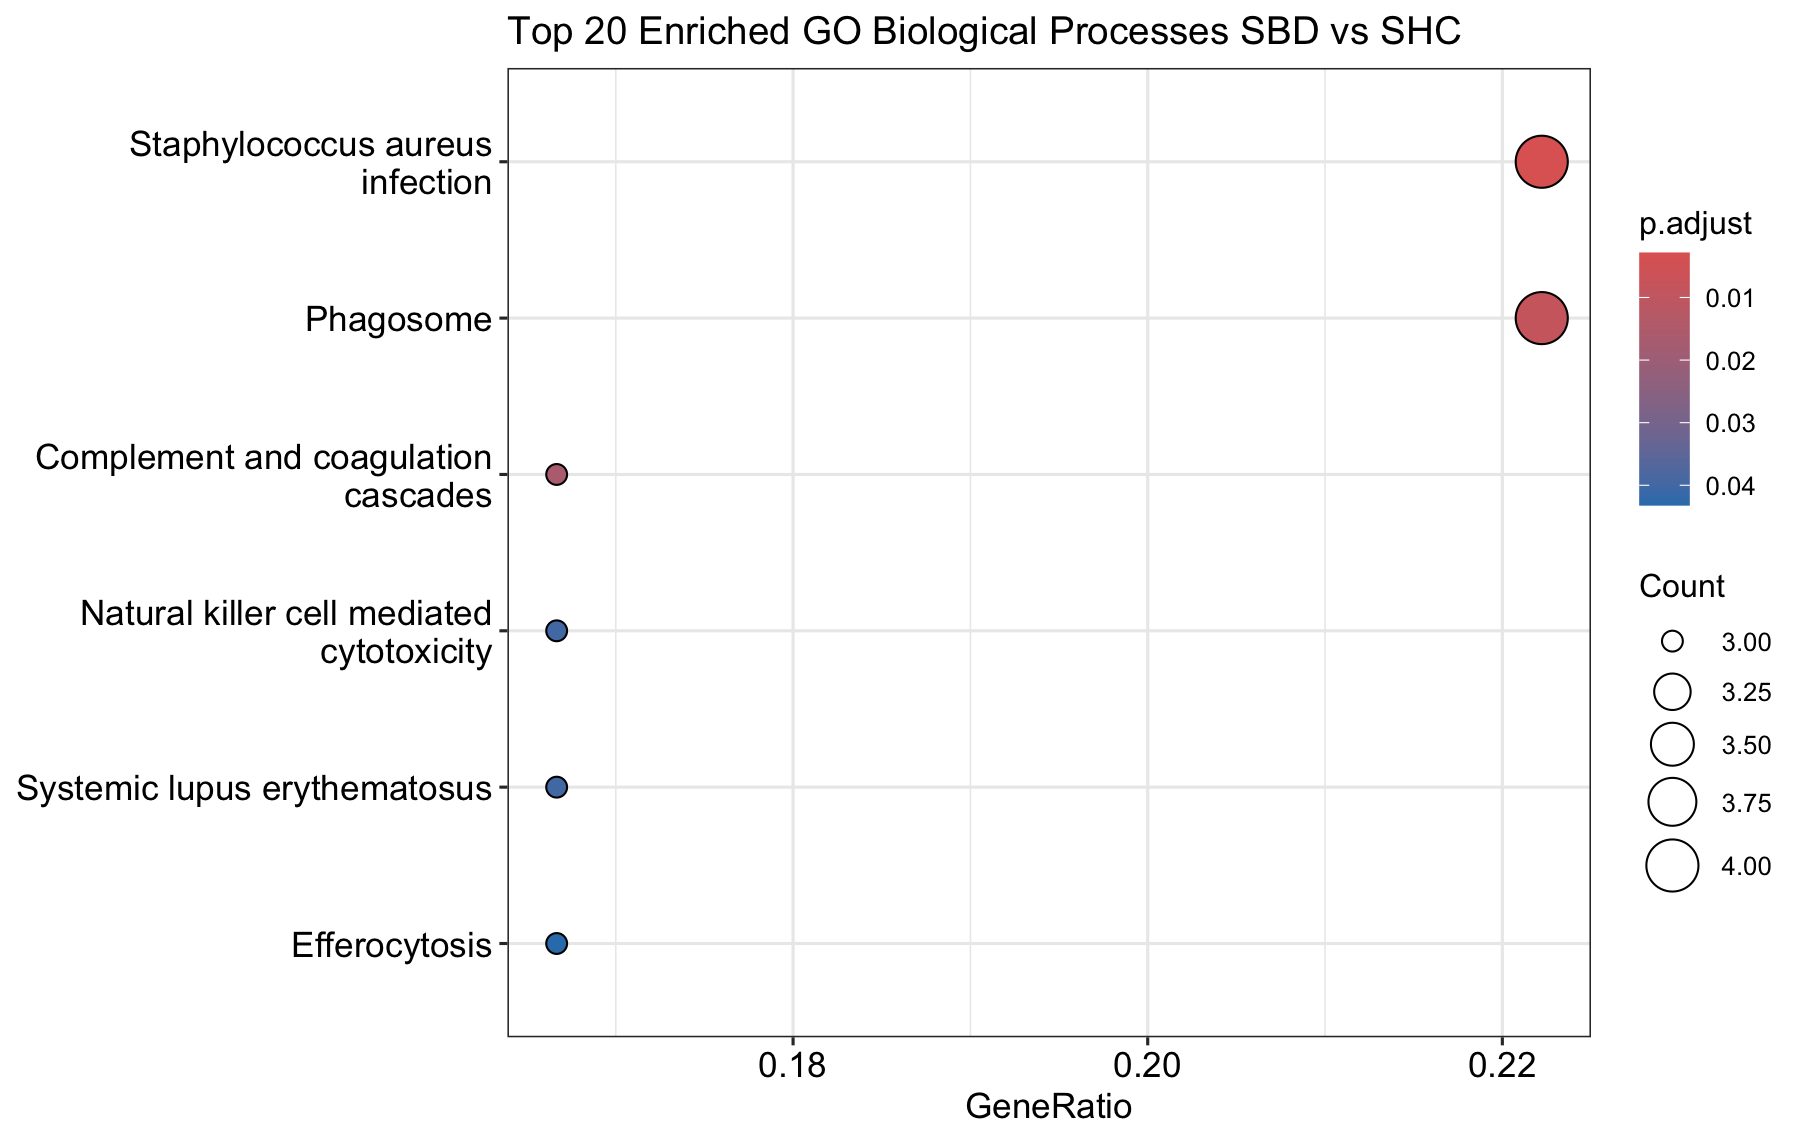 Top 20 Enriched GO Biological Processes SBD vs SHC
Staphylococcus aureus
infection
Phagosome
Complement and coagulation
cascades
Natural killer cell mediated
cytotoxicity
Systemic lupus erythematosus
Efferocytosis
0.18
0.20
0.22
GeneRatio
p.adjust
0.01
0.02
0.03
0.04
Count
3.00
3.25
3.50
3.75
4.00